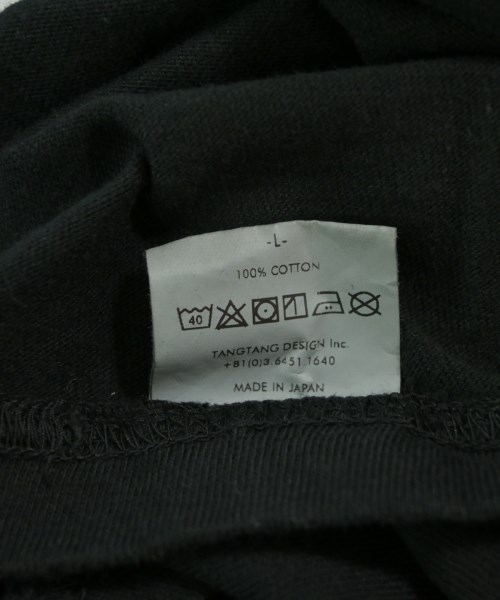 -L-
100% COTTON
40
TANGTANG DESIGN Inc.
+81(0)3.6451 1640
MADE IN JAPAN